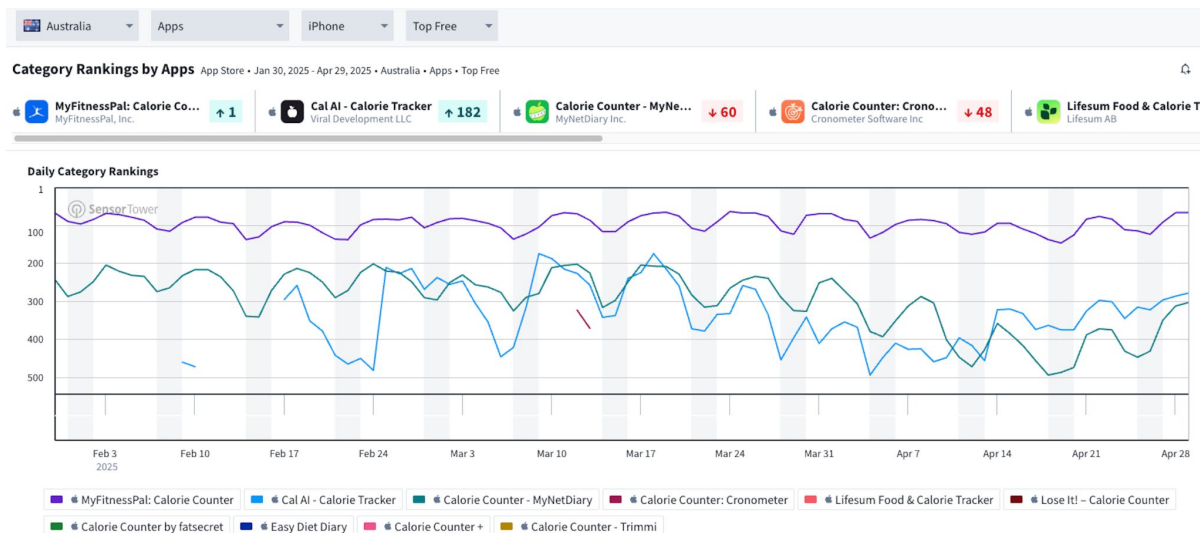 Australia Apps iPhone Top Free
Category Rankings by Apps App Store • Jan 30, 2025 - Apr 29, 2025 • Australia • Apps • Top Free
MyFitnessPal: Calorie Co... ↑ 1 Cal AI - Calorie Tracker ↑ 182 Calorie Counter - MyNe... ↓ 60 Calorie Counter: Crono... ↓ 48 Lifesum Food & Calorie T
MyFitnessPal, Inc. Viral Development LLC MyNetDiary Inc. Cronometer Software Inc Lifesum AB
Daily Category Rankings
SensorTower
1
100
200
300
400
500
Feb 3 Feb 10 Feb 17 Feb 24 Mar 3 Mar 10 Mar 17 Mar 24 Mar 31 Apr 7 Apr 14 Apr 21 Apr 28
2025
MyFitnessPal: Calorie Counter Cal AI - Calorie Tracker Calorie Counter - MyNetDiary Calorie Counter: Cronometer Lifesum Food & Calorie Tracker Lose It! – Calorie Counter
Calorie Counter by fatsecret Easy Diet Diary Calorie Counter + Calorie Counter - Trimmi